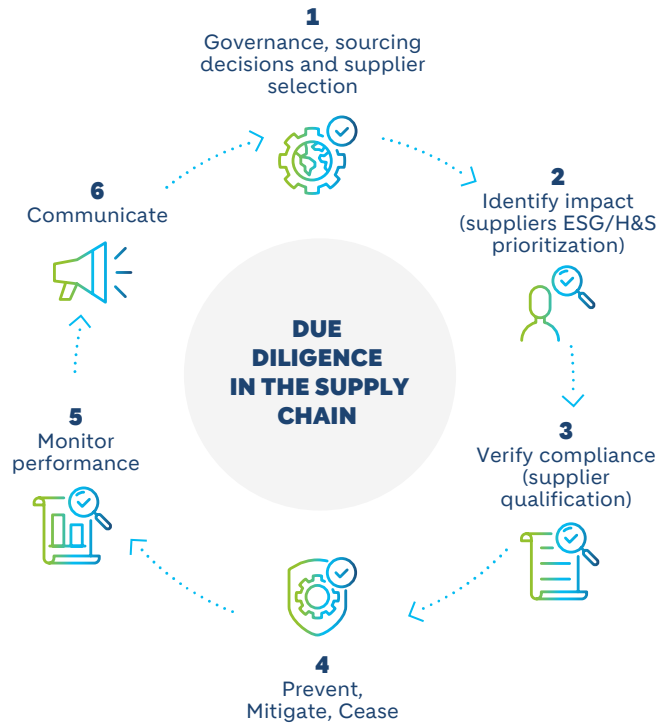 1
Governance, sourcing
decisions and supplier
selection
2
Identify impact
(suppliers ESG/H&S
prioritization)
3
Verify compliance
(supplier
qualification)
4
Prevent,
Mitigate, Cease
5
Monitor
performance
6
Communicate
DUE
DILIGENCE
IN THE SUPPLY
CHAIN